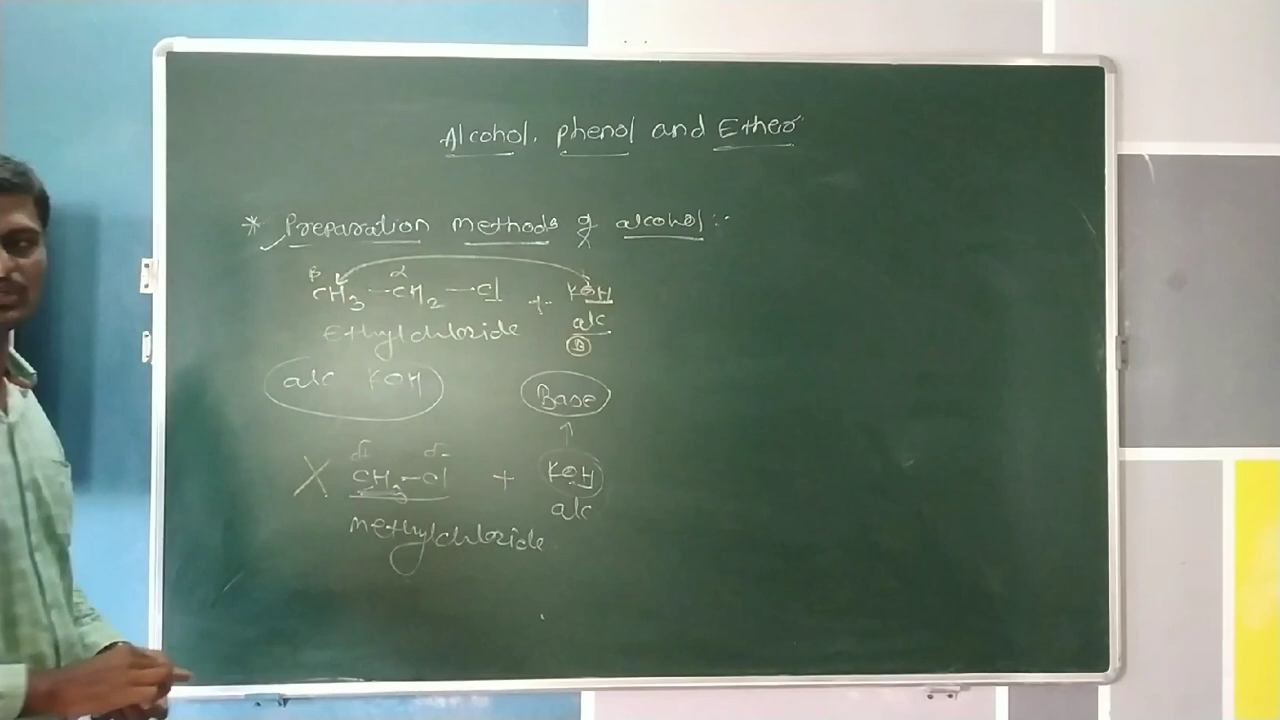 Alcohol, phenol and Ether
* Preparation methods of alcohol:-
β α
CH3 - CH2 - Cl + KOH
Ethylchloride alc
B
alc KOH Base
↑
δ+ δ-
X CH3-Cl + KOH
alc
methylchloride